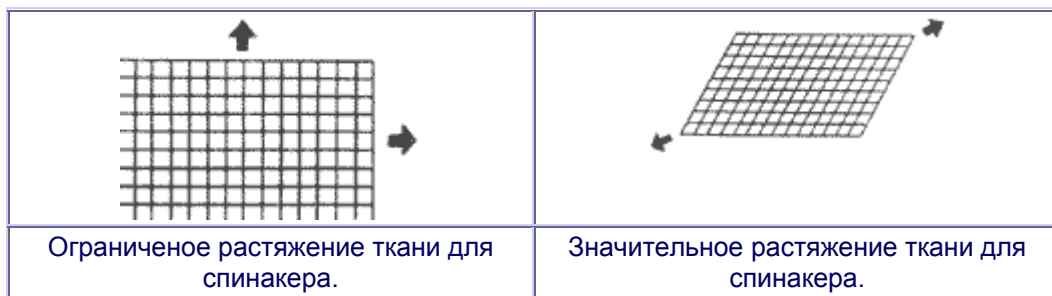 Ограниченое растяжение ткани для
спинакера.
Значительное растяжение ткани для
спинакера.